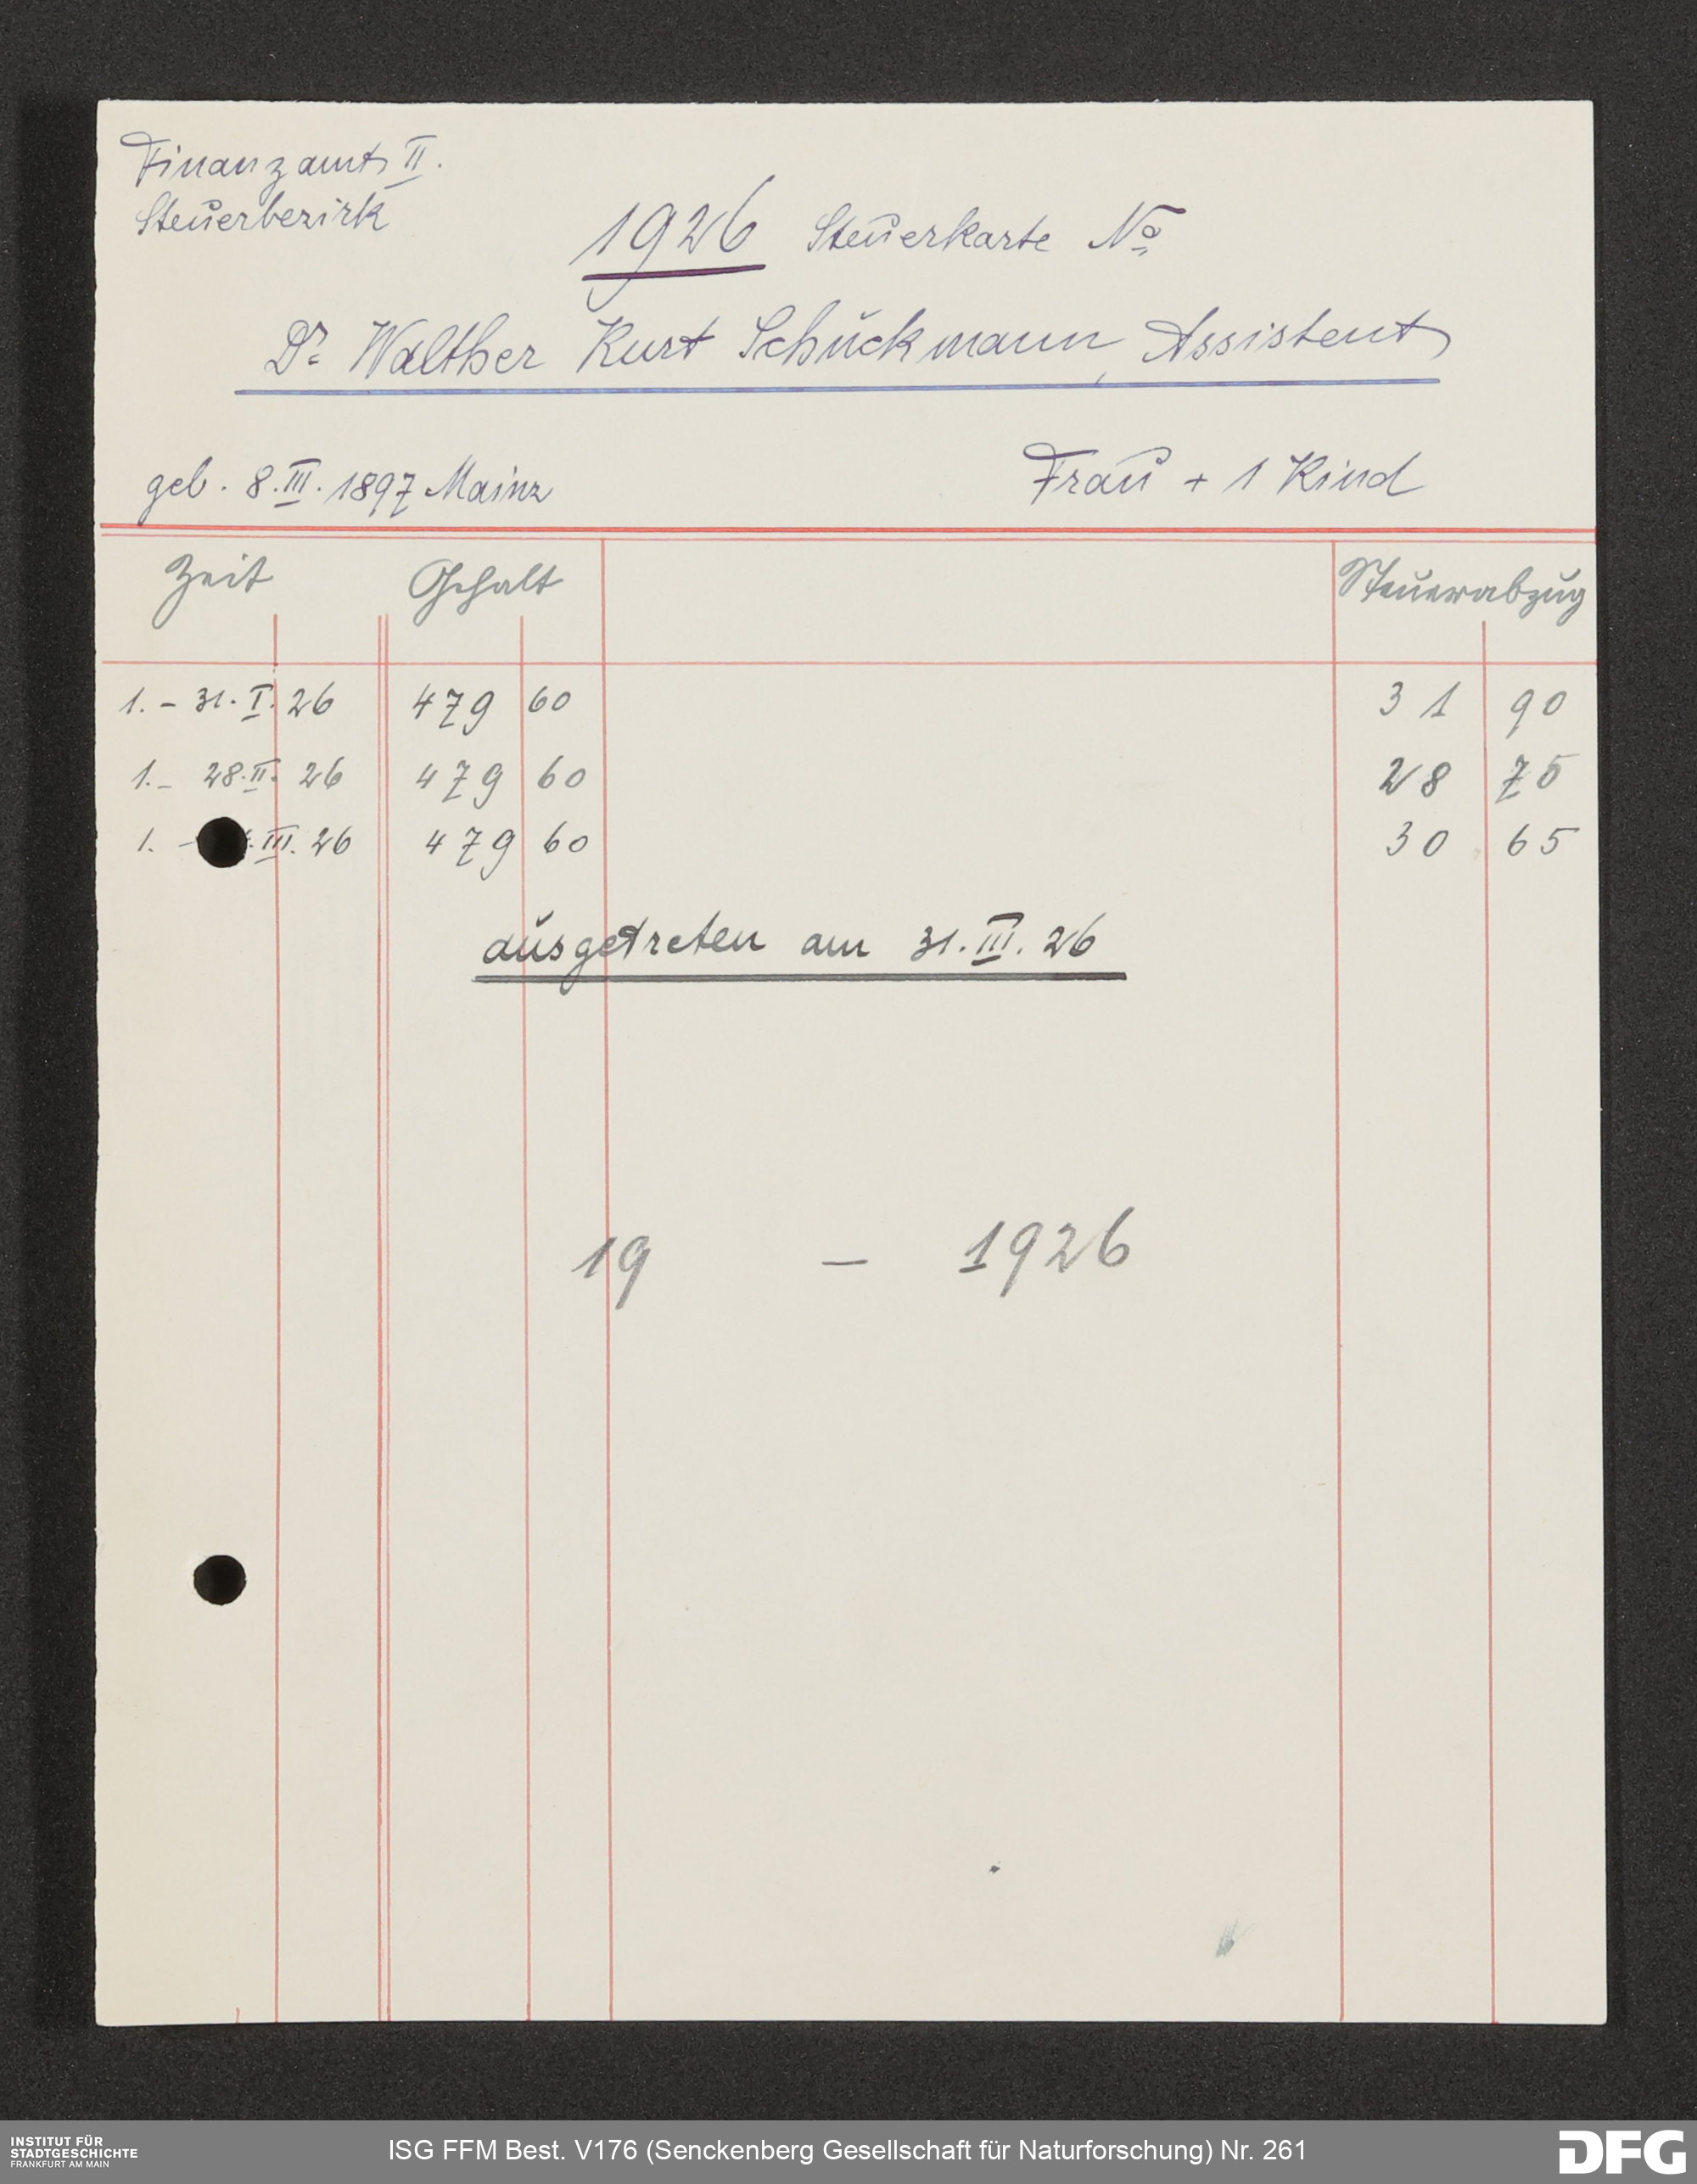 Finanzamt II.
Steuerbezirk
1926 Steuerkarte No
Dr. Walther Kurt Schuckmann, Assistent
geb. 8.III.1897 Mainz
Frau + 1 Kind
Zeit Gehalt Steuerabzug
1. - 31. I. 26 479 60 31 90
1. - 28. II. 26 479 60 28 75
1. - III. 26 479 60 30 65
ausgetreten am 31. III. 26
19 - 1926
INSTITUT FÜR
STADTGESCHICHTE
FRANKFURT AM MAIN
ISG FFM Best. V176 (Senckenberg Gesellschaft für Naturforschung) Nr. 261
DFG